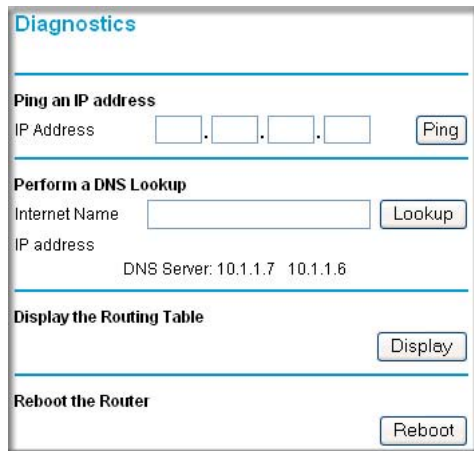 Diagnostics
Ping an IP address
IP Address . . . Ping
Perform a DNS Lookup
Internet Name Lookup
IP address
DNS Server: 10.1.1.7 10.1.1.6
Display the Routing Table
Display
Reboot the Router
Reboot